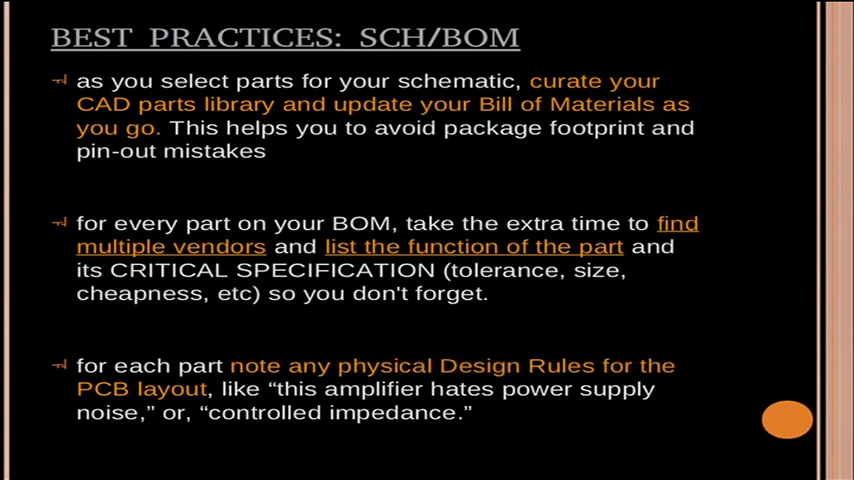 BEST PRACTICES: SCH/BOM
as you select parts for your schematic, curate your
CAD parts library and update your Bill of Materials as
you go. This helps you to avoid package footprint and
pin-out mistakes
for every part on your BOM, take the extra time to find
multiple vendors and list the function of the part and
its CRITICAL SPECIFICATION (tolerance, size,
cheapness, etc) so you don't forget.
for each part note any physical Design Rules for the
PCB layout, like “this amplifier hates power supply
noise,” or, “controlled impedance.”